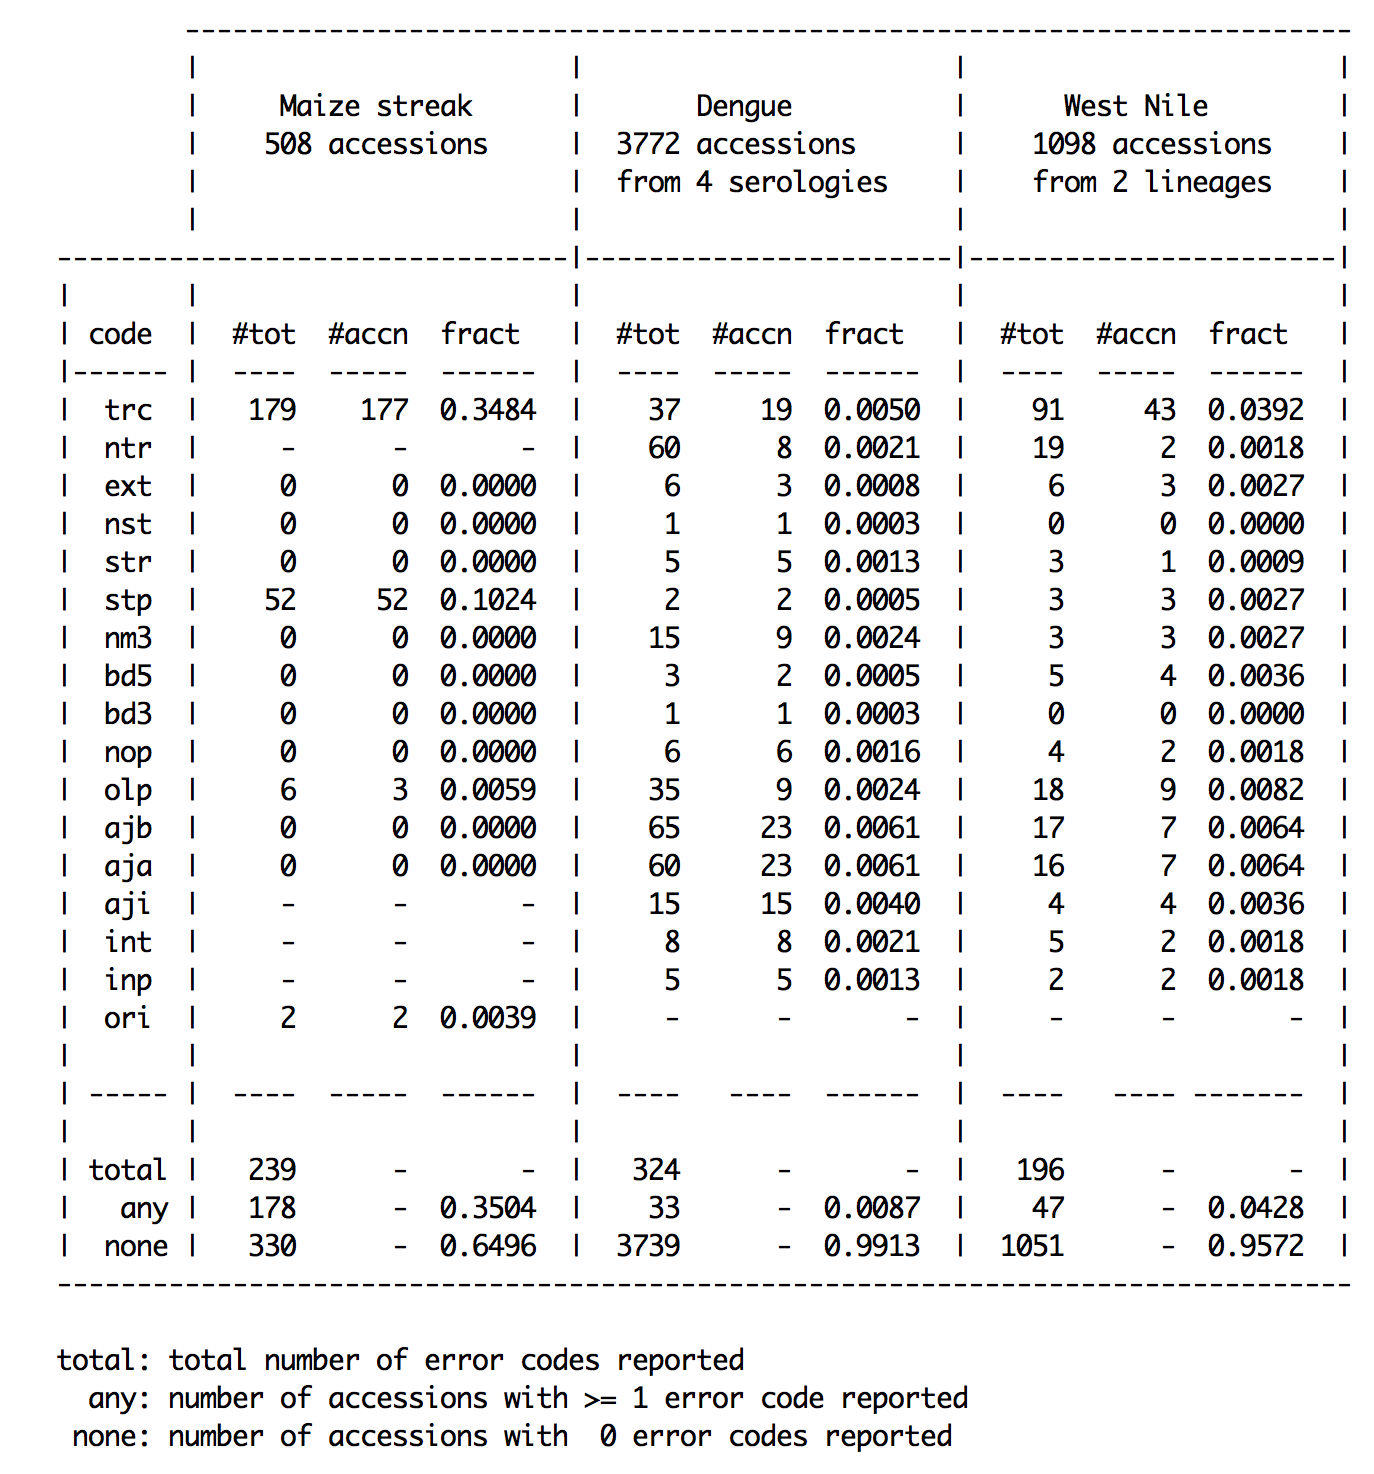 ---------------------------------------------------------------------------
| | | |
| Maize streak | Dengue | West Nile |
| 508 accessions | 3772 accessions | 1098 accessions |
| | from 4 serologies | from 2 lineages |
| | | |
--------------------------------|-----------------------|-----------------------|
| | | | |
| code | #tot #accn fract | #tot #accn fract | #tot #accn fract |
|------ | ---- ----- ------ | ---- ----- ------ | ---- ----- ------ |
| trc | 179 177 0.3484 | 37 19 0.0050 | 91 43 0.0392 |
| ntr | - - - | 60 8 0.0021 | 19 2 0.0018 |
| ext | 0 0 0.0000 | 6 3 0.0008 | 6 3 0.0027 |
| nst | 0 0 0.0000 | 1 1 0.0003 | 0 0 0.0000 |
| str | 0 0 0.0000 | 5 5 0.0013 | 3 1 0.0009 |
| stp | 52 52 0.1024 | 2 2 0.0005 | 3 3 0.0027 |
| nm3 | 0 0 0.0000 | 15 9 0.0024 | 3 3 0.0027 |
| bd5 | 0 0 0.0000 | 3 2 0.0005 | 5 4 0.0036 |
| bd3 | 0 0 0.0000 | 1 1 0.0003 | 0 0 0.0000 |
| nop | 0 0 0.0000 | 6 6 0.0016 | 4 2 0.0018 |
| olp | 6 3 0.0059 | 35 9 0.0024 | 18 9 0.0082 |
| ajb | 0 0 0.0000 | 65 23 0.0061 | 17 7 0.0064 |
| aja | 0 0 0.0000 | 60 23 0.0061 | 16 7 0.0064 |
| aji | - - - | 15 15 0.0040 | 4 4 0.0036 |
| int | - - - | 8 8 0.0021 | 5 2 0.0018 |
| inp | - - - | 5 5 0.0013 | 2 2 0.0018 |
| ori | 2 2 0.0039 | - - - | - - - |
| | | | |
| ----- | ---- ----- ------ | ---- ---- ------ | ---- ---- ------- |
| | | | |
| total | 239 - - | 324 - - | 196 - - |
| any | 178 - 0.3504 | 33 - 0.0087 | 47 - 0.0428 |
| none | 330 - 0.6496 | 3739 - 0.9913 | 1051 - 0.9572 |
---------------------------------------------------------------------------------
total: total number of error codes reported
any: number of accessions with >= 1 error code reported
none: number of accessions with 0 error codes reported